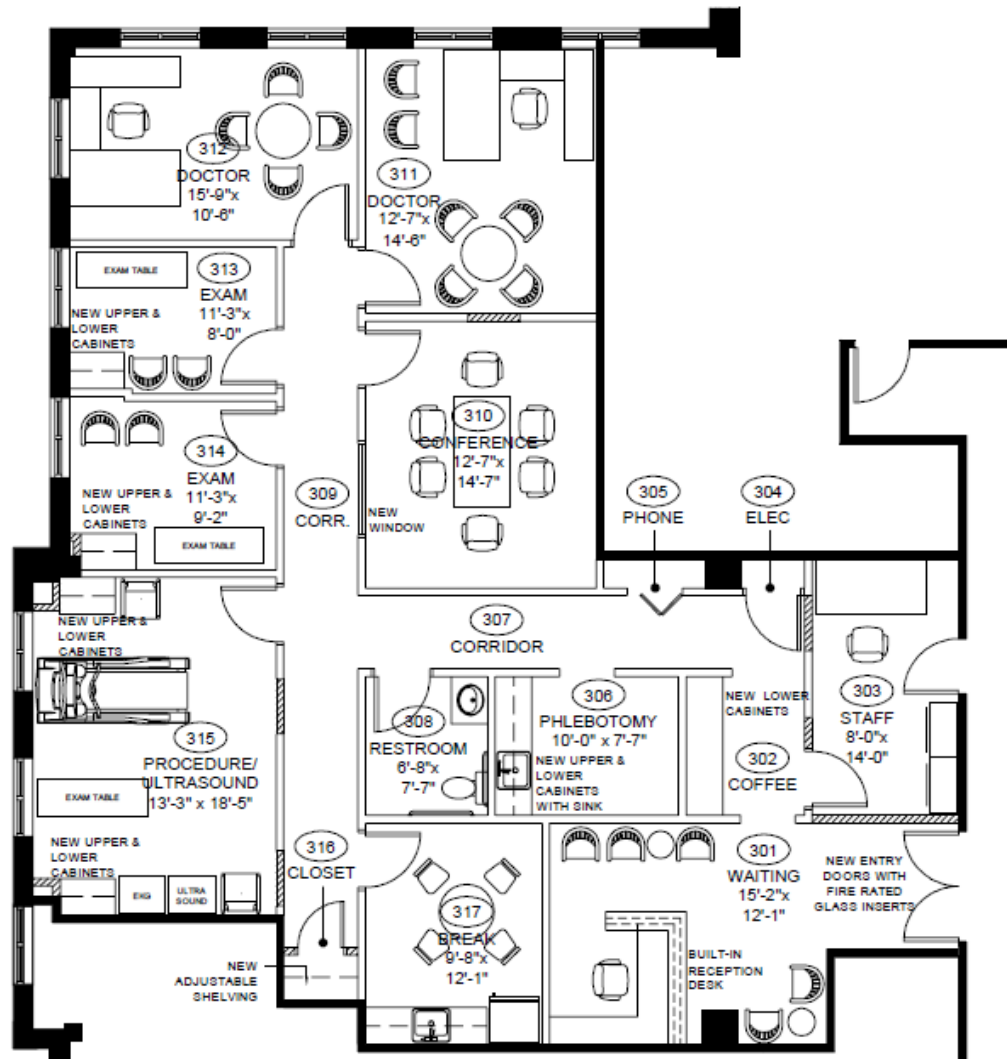 312
DOCTOR
15'-9"x
10'-6"
311
DOCTOR
12'-7"x
14'-6"
EXAM TABLE
313
EXAM
11'-3"x
8'-0"
NEW UPPER &
LOWER
CABINETS
314
EXAM
11'-3"x
9'-2"
NEW UPPER &
LOWER
CABINETS
EXAM TABLE
309
CORR.
310
CONFERENCE
12'-7"x
14'-7"
NEW
WINDOW
305
PHONE
304
ELEC
NEW UPPER &
LOWER
CABINETS
307
CORRIDOR
315
PROCEDURE/
ULTRASOUND
13'-3" x 18'-5"
EXAM TABLE
NEW UPPER &
LOWER
CABINETS
EKG
ULTRA
SOUND
308
RESTROOM
6'-8"x
7'-7"
306
PHLEBOTOMY
10'-0" x 7'-7"
NEW UPPER &
LOWER
CABINETS
WITH SINK
NEW LOWER
CABINETS
302
COFFEE
303
STAFF
8'-0"x
14'-0"
316
CLOSET
NEW
ADJUSTABLE
SHELVING
317
BREAK
9'-8"x
12'-1"
301
WAITING
15'-2"x
12'-1"
NEW ENTRY
DOORS WITH
FIRE RATED
GLASS INSERTS
BUILT-IN
RECEPTION
DESK